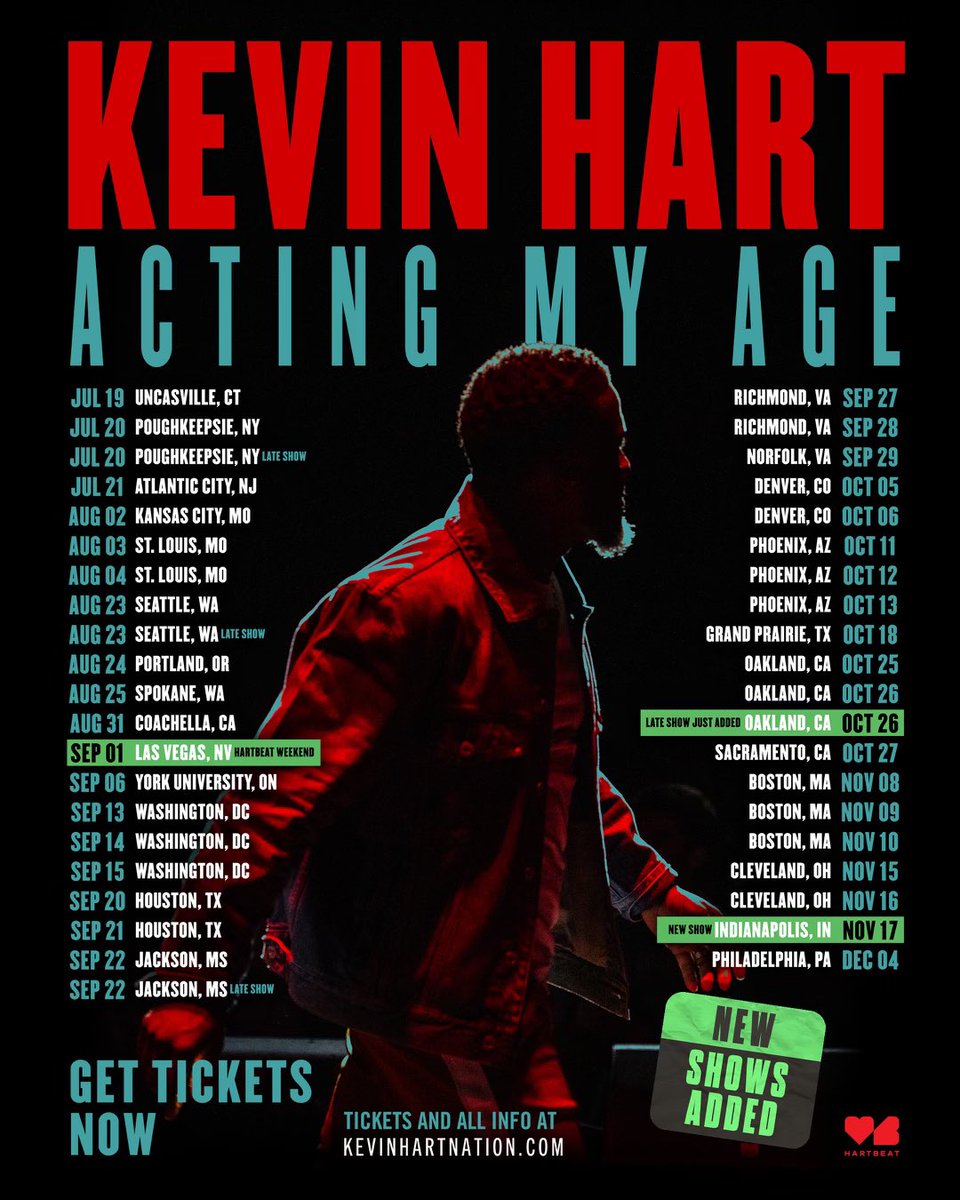 KEVIN HART
ACTING MY AGE
JUL 19 UNCASVILLE, CT
JUL 20 POUGHKEEPSIE, NY
JUL 20 POUGHKEEPSIE, NY LATE SHOW
JUL 21 ATLANTIC CITY, NJ
AUG 02 KANSAS CITY, MO
AUG 03 ST. LOUIS, MO
AUG 04 ST. LOUIS, MO
AUG 23 SEATTLE, WA
AUG 23 SEATTLE, WA LATE SHOW
AUG 24 PORTLAND, OR
AUG 25 SPOKANE, WA
AUG 31 COACHELLA, CA
SEP 01 LAS VEGAS, NV HARTBEAT WEEKEND
SEP 06 YORK UNIVERSITY, ON
SEP 13 WASHINGTON, DC
SEP 14 WASHINGTON, DC
SEP 15 WASHINGTON, DC
SEP 20 HOUSTON, TX
SEP 21 HOUSTON, TX
SEP 22 JACKSON, MS
SEP 22 JACKSON, MS LATE SHOW
RICHMOND, VA SEP 27
RICHMOND, VA SEP 28
NORFOLK, VA SEP 29
DENVER, CO OCT 05
DENVER, CO OCT 06
PHOENIX, AZ OCT 11
PHOENIX, AZ OCT 12
PHOENIX, AZ OCT 13
GRAND PRAIRIE, TX OCT 18
OAKLAND, CA OCT 25
OAKLAND, CA OCT 26
LATE SHOW JUST ADDED OAKLAND, CA OCT 26
SACRAMENTO, CA OCT 27
BOSTON, MA NOV 08
BOSTON, MA NOV 09
BOSTON, MA NOV 10
CLEVELAND, OH NOV 15
CLEVELAND, OH NOV 16
NEW SHOW INDIANAPOLIS, IN NOV 17
PHILADELPHIA, PA DEC 04
NEW
SHOWS
ADDED
GET TICKETS
NOW
TICKETS AND ALL INFO AT
KEVINHARTNATION.COM
HARTBEAT